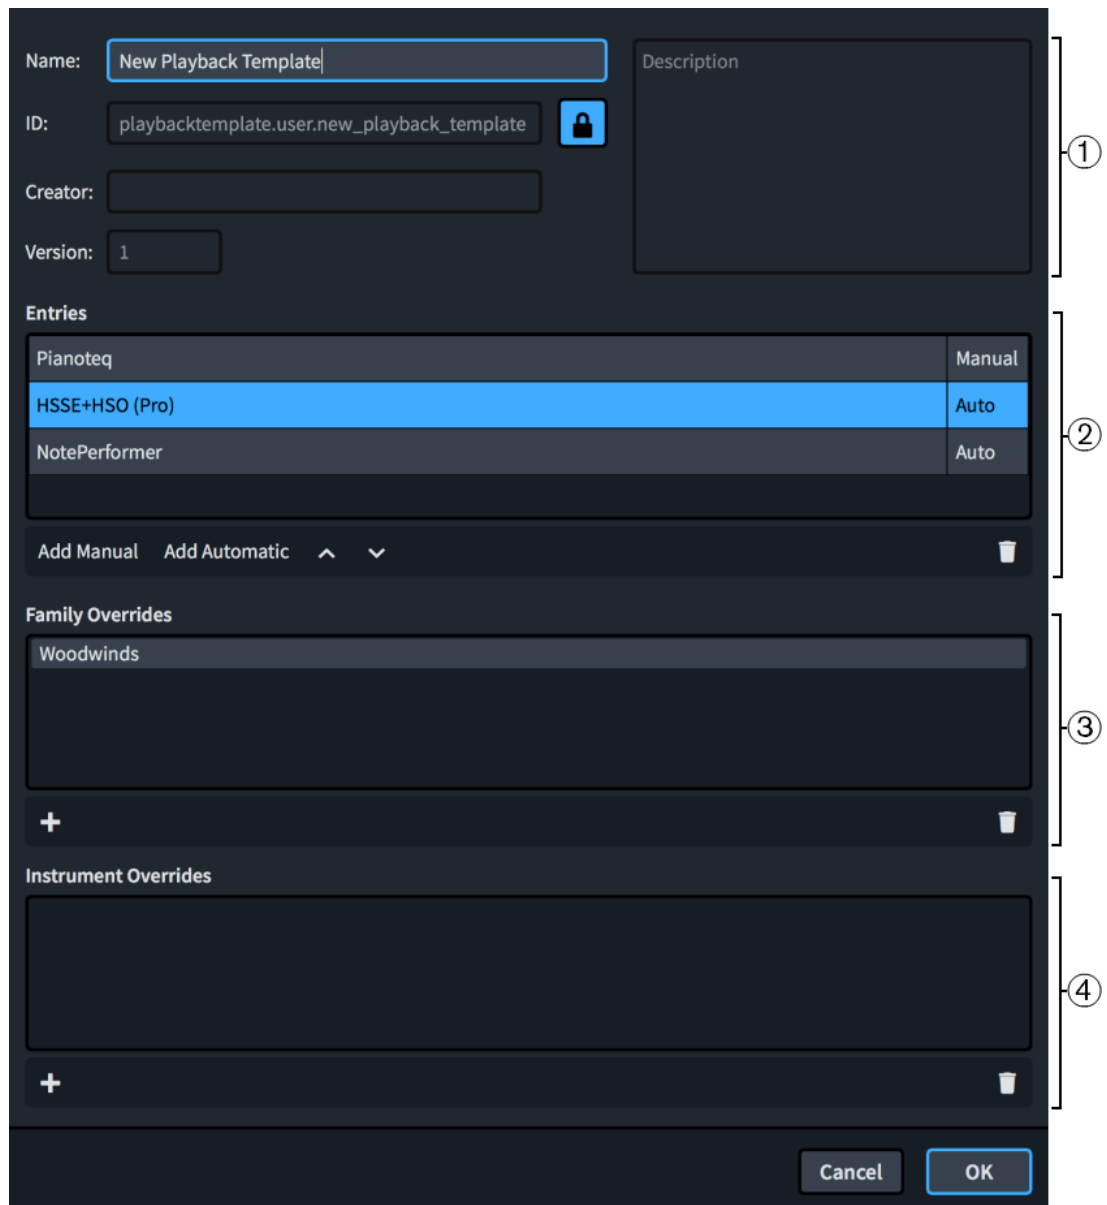 Name: New Playback Template
Description
ID: playbacktemplate.user.new_playback_template
①
Creator:
Version: 1
Entries
Pianoteq Manual
HSSE+HSO (Pro) Auto
②
NotePerformer Auto
Add Manual Add Automatic
Family Overrides
Woodwinds
③
Instrument Overrides
④
Cancel OK